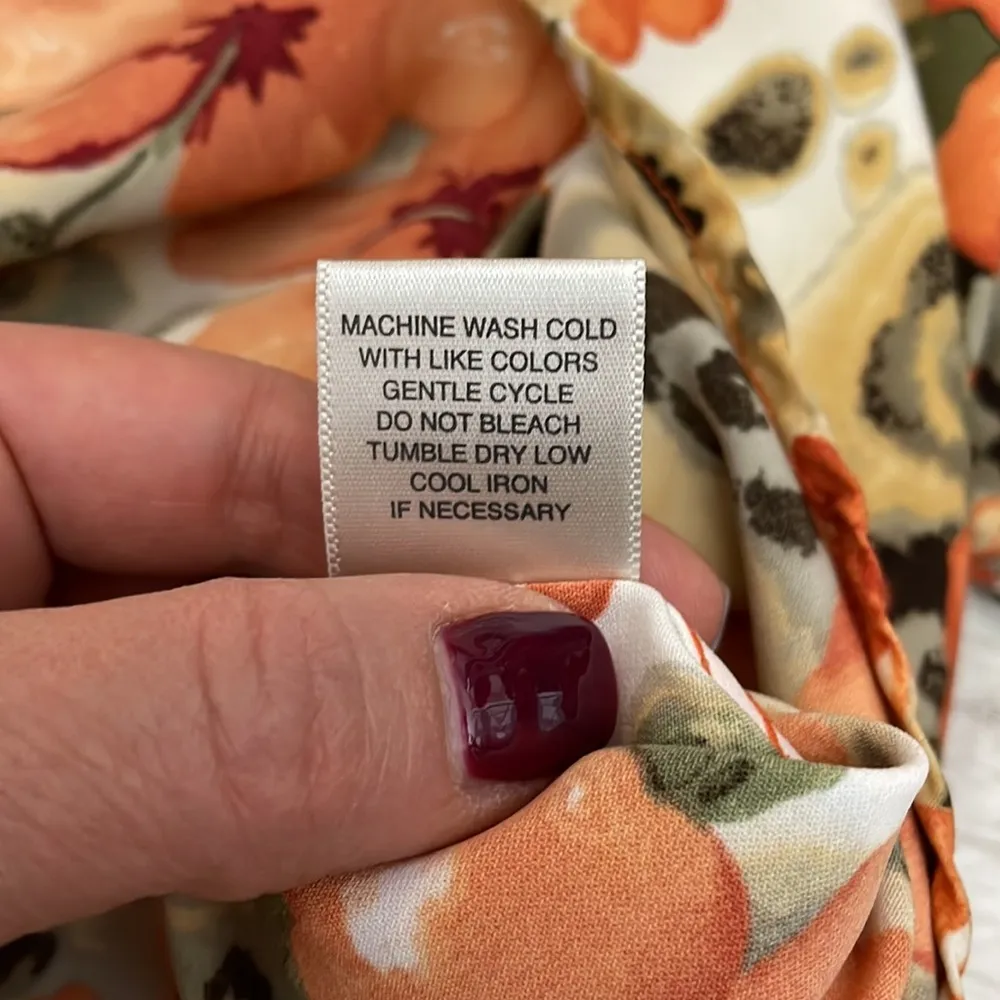 MACHINE WASH COLD
WITH LIKE COLORS
GENTLE CYCLE
DO NOT BLEACH
TUMBLE DRY LOW
COOL IRON
IF NECESSARY